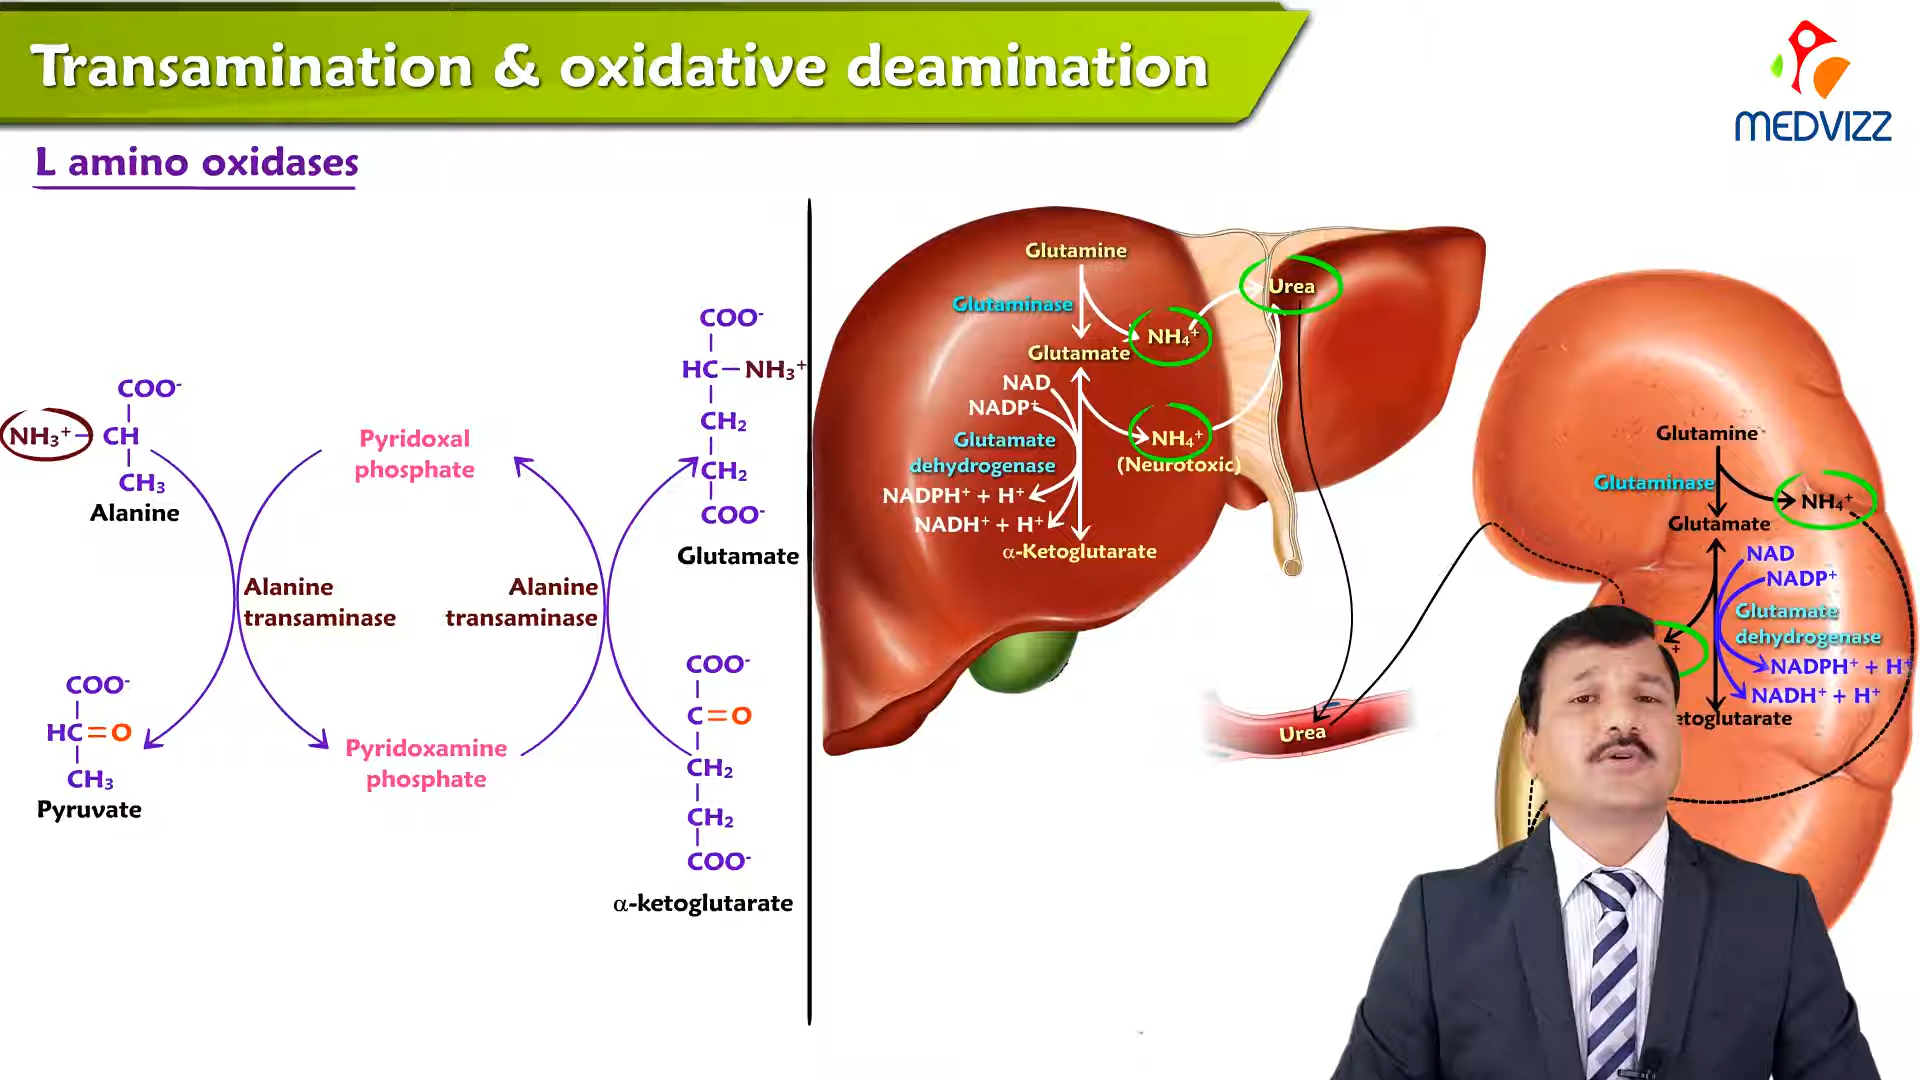 Transamination & oxidative deamination
MEDVIZZ
L amino oxidases
COO-
NH3+ CH
CH3
Alanine
Pyridoxal
phosphate
Alanine
transaminase
Alanine
transaminase
COO-
HC=O
CH3
Pyruvate
Pyridoxamine
phosphate
COO-
HC-NH3+
CH2
CH2
COO-
Glutamate
COO-
C=O
CH2
CH2
COO-
α-ketoglutarate
Glutamine
Glutaminase
NH4+
Urea
Glutamate
NAD
NADP+
Glutamate
dehydrogenase
NH4+
(Neurotoxic)
NADPH+ + H+
NADH+ + H+
α-Ketoglutarate
Urea
Glutamine
Glutaminase
NH4+
Glutamate
NAD
NADP+
Glutamate
dehydrogenase
NADPH+ + H+
NADH+ + H+